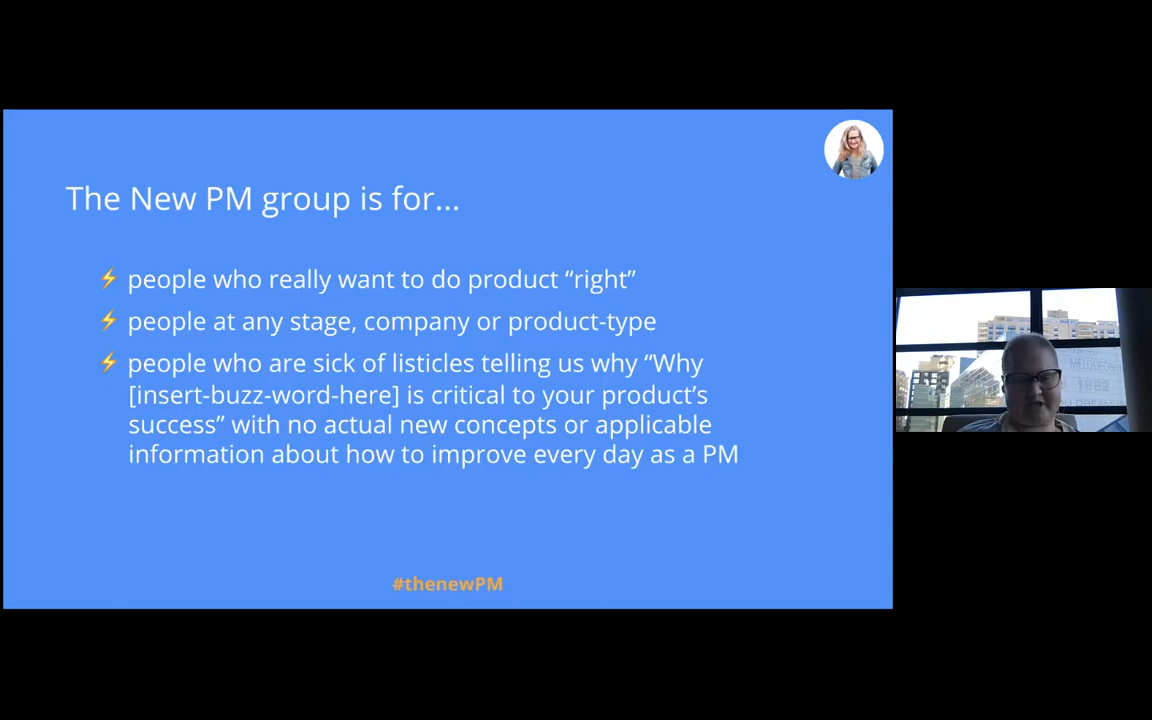 The New PM group is for...
⚡ people who really want to do product “right”
⚡ people at any stage, company or product-type
⚡ people who are sick of listicles telling us why “Why
[insert-buzz-word-here] is critical to your product’s
success” with no actual new concepts or applicable
information about how to improve every day as a PM
#thenewPM
MELODEON
1882